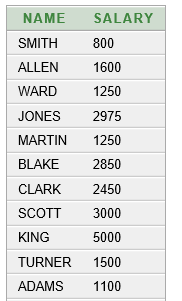 NAME SALARY
SMITH 800
ALLEN 1600
WARD 1250
JONES 2975
MARTIN 1250
BLAKE 2850
CLARK 2450
SCOTT 3000
KING 5000
TURNER 1500
ADAMS 1100